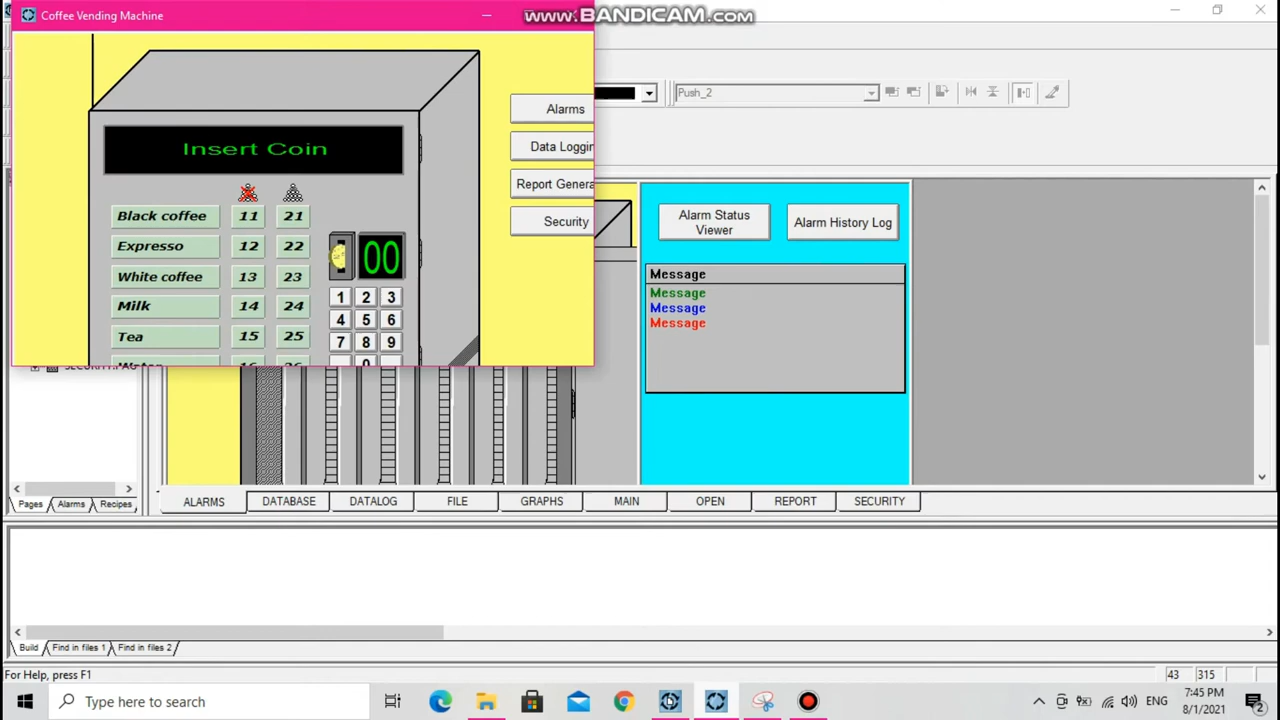 Coffee Vending Machine
www.BANDICAM.com
Push_2
Alarms
Data Loggin
Report Genera
Security
Insert Coin
Black coffee 11 21
Expresso 12 22
White coffee 13 23
Milk 14 24
Tea 15 25
00
1 2 3
4 5 6
7 8 9
0
Alarm Status
Viewer
Alarm History Log
Message
Message
Message
Message
Pages Alarms Recipes
ALARMS DATABASE DATALOG FILE GRAPHS MAIN OPEN REPORT SECURITY
Build Find in files 1 Find in files 2
For Help, press F1
43 315
Type here to search
ENG
7:45 PM
8/1/2021
2